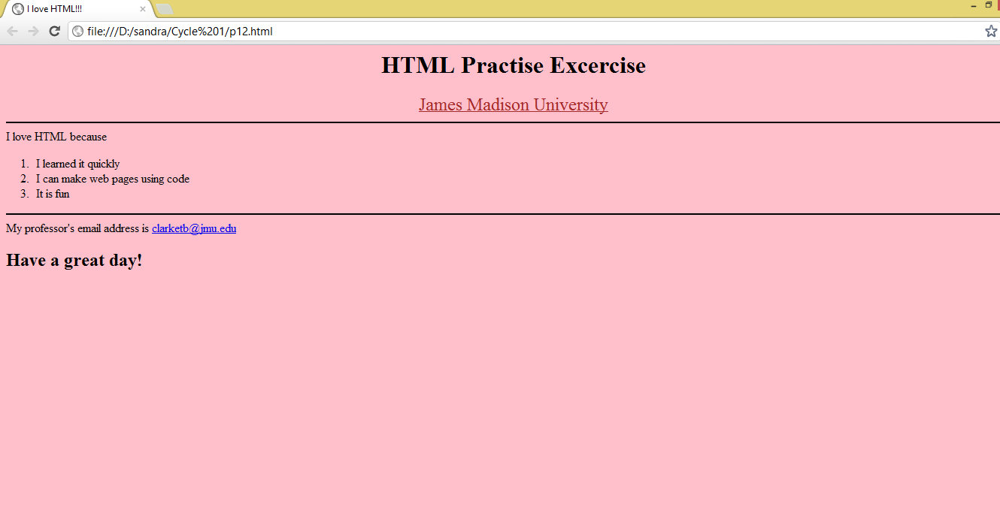 I love HTML!!!
file:///D:/sandra/Cycle%201/p12.html
HTML Practise Excercise
James Madison University
I love HTML because
1. I learned it quickly
2. I can make web pages using code
3. It is fun
My professor's email address is clarketb@jmu.edu
Have a great day!